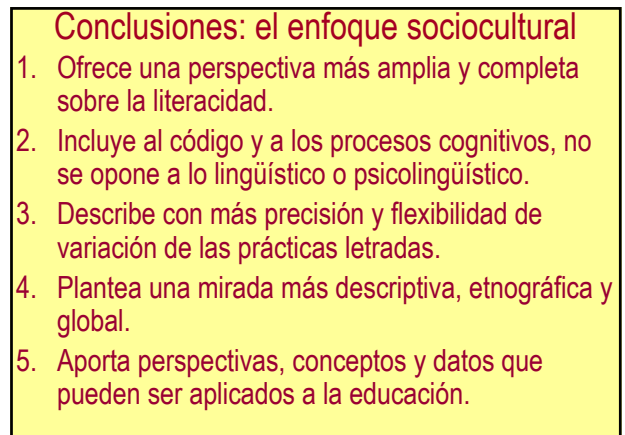 Conclusiones: el enfoque sociocultural
1. Ofrece una perspectiva más amplia y completa
sobre la literacidad.
2. Incluye al código y a los procesos cognitivos, no
se opone a lo lingüístico o psicolingüístico.
3. Describe con más precisión y flexibilidad de
variación de las prácticas letradas.
4. Plantea una mirada más descriptiva, etnográfica y
global.
5. Aporta perspectivas, conceptos y datos que
pueden ser aplicados a la educación.